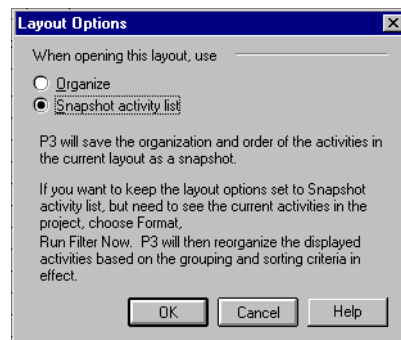 Layout Options
When opening this layout, use
Organize
Snapshot activity list
P3 will save the organization and order of the activities in
the current layout as a snapshot.
If you want to keep the layout options set to Snapshot
activity list, but need to see the current activities in the
project, choose Format,
Run Filter Now. P3 will then reorganize the displayed
activities based on the grouping and sorting criteria in
effect.
OK Cancel Help